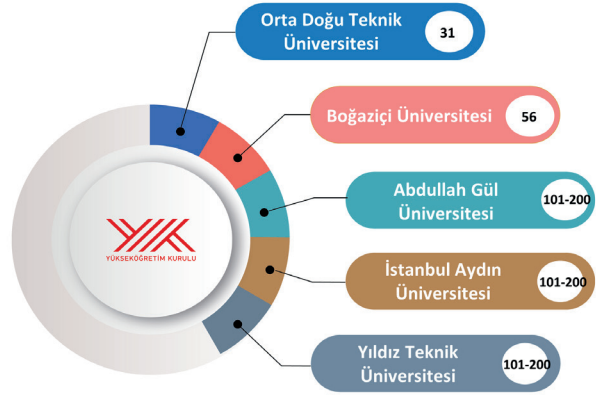 Orta Doğu Teknik
Üniversitesi
31
Boğaziçi Üniversitesi
56
Abdullah Gül
Üniversitesi
101-200
YÜKSEKÖĞRETİM KURULU
İstanbul Aydın
Üniversitesi
101-200
Yıldız Teknik
Üniversitesi
101-200